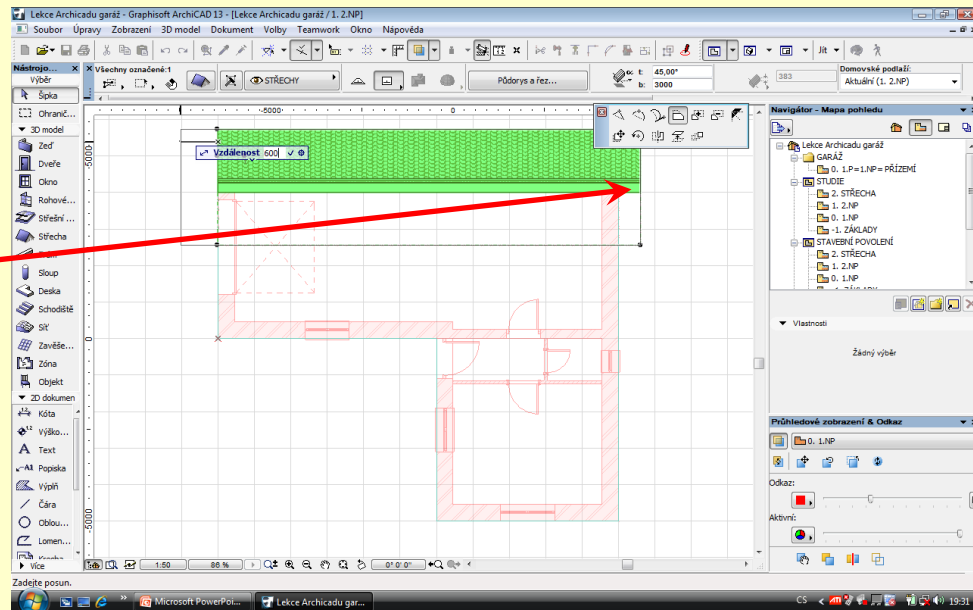 Lekce Archicadu garáž - Graphisoft ArchiCAD 13 - [Lekce Archicadu garáž / 1. 2.NP]
Soubor Úpravy Zobrazení 3D model Dokument Volby Teamwork Okno Nápověda
Jít
Nástrojo...
Výběr
Šipka
Ohranič...
3D model
Zeď
Dveře
Okno
Rohové...
Střešní ...
Střecha
Sloup
Deska
Schodiště
Síť
Zavěše...
Zóna
Objekt
2D dokumen
Kóta
Výško...
Text
Popiska
Výplň
Čára
Oblou...
Lomen...
Více
Všechny označené:1
STŘECHY
Půdorys a řez...
t: 45,00°
b: 3000
383
Domovské podlaží:
Aktuální (1. 2.NP)
-5000
0
-5000
0
-5000
Vzdálenost 600
Navigátor - Mapa pohledu
Lekce Archicadu garáž
GARÁŽ
0. 1.P=1.NP= PŘÍZEMÍ
STUDIE
2. STŘECHA
1. 2.NP
0. 1.NP
-1. ZÁKLADY
STAVEBNÍ POVOLENÍ
2. STŘECHA
1. 2.NP
0. 1.NP
Vlastnosti
Žádný výběr
Průhledové zobrazení & Odkaz
0. 1.NP
Odkaz:
Aktivní:
1:50
86 %
0° 0' 0"
Zadejte posun.
Microsoft PowerPoi...
Lekce Archicadu gar...
CS
19:31